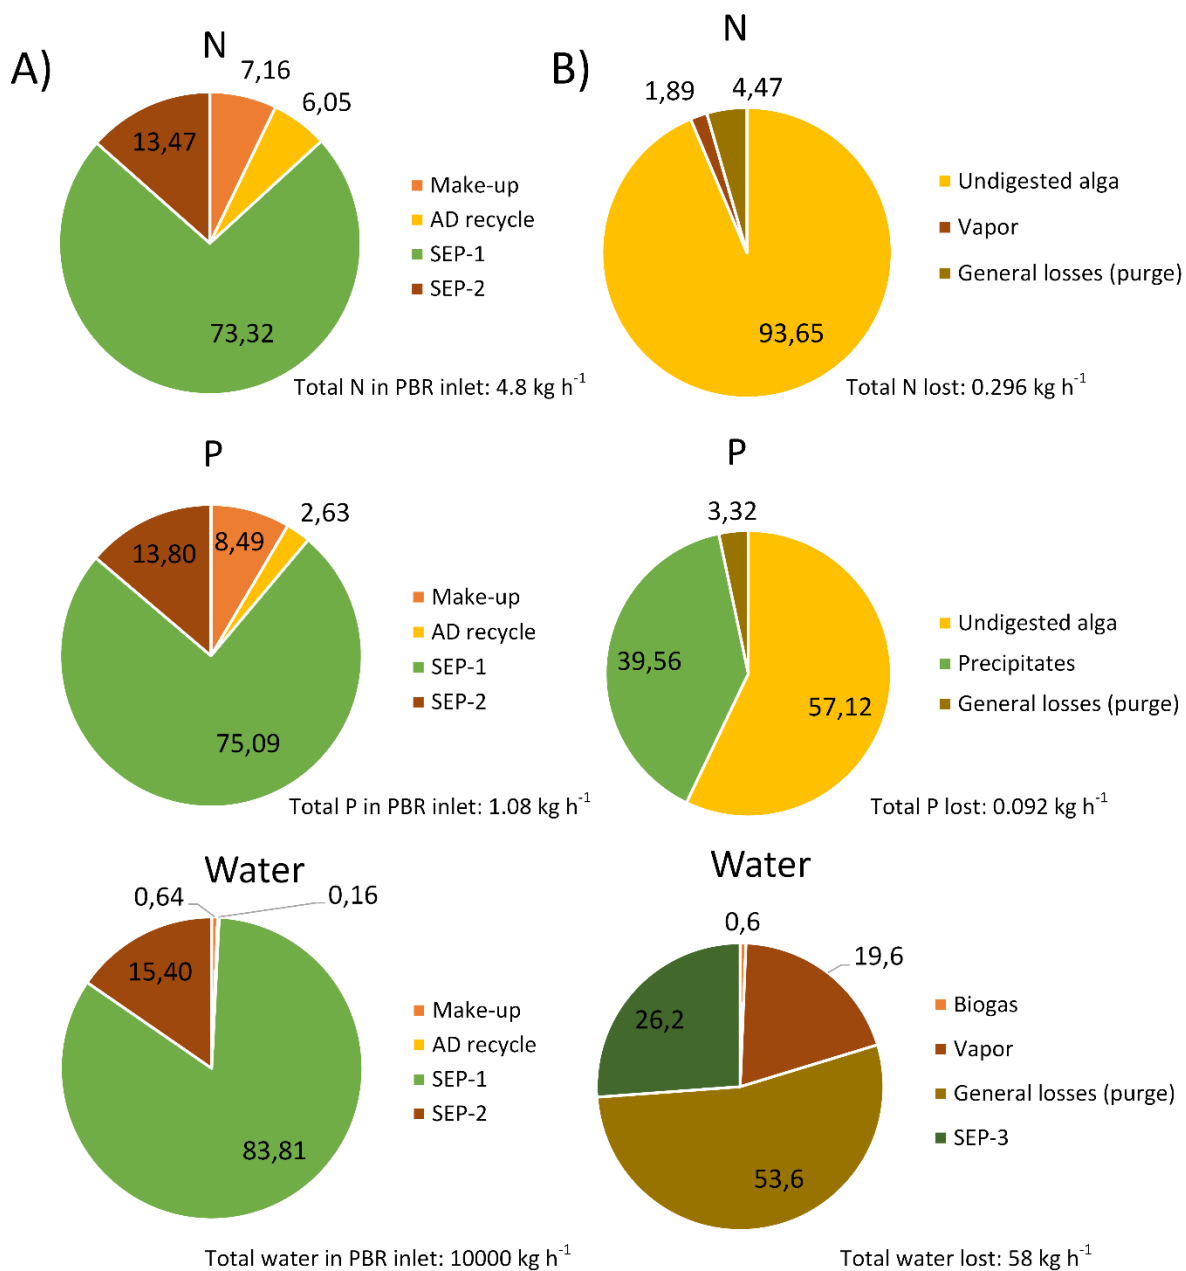 A)
N
7,16
6,05
13,47
73,32
Make-up
AD recycle
SEP-1
SEP-2
Total N in PBR inlet: 4.8 kg h⁻¹
B)
N
1,89
4,47
93,65
Undigested alga
Vapor
General losses (purge)
Total N lost: 0.296 kg h⁻¹
P
2,63
8,49
13,80
75,09
Make-up
AD recycle
SEP-1
SEP-2
Total P in PBR inlet: 1.08 kg h⁻¹
P
3,32
39,56
57,12
Undigested alga
Precipitates
General losses (purge)
Total P lost: 0.092 kg h⁻¹
Water
0,64
0,16
15,40
83,81
Make-up
AD recycle
SEP-1
SEP-2
Total water in PBR inlet: 10000 kg h⁻¹
Water
0,6
19,6
26,2
53,6
Biogas
Vapor
General losses (purge)
SEP-3
Total water lost: 58 kg h⁻¹